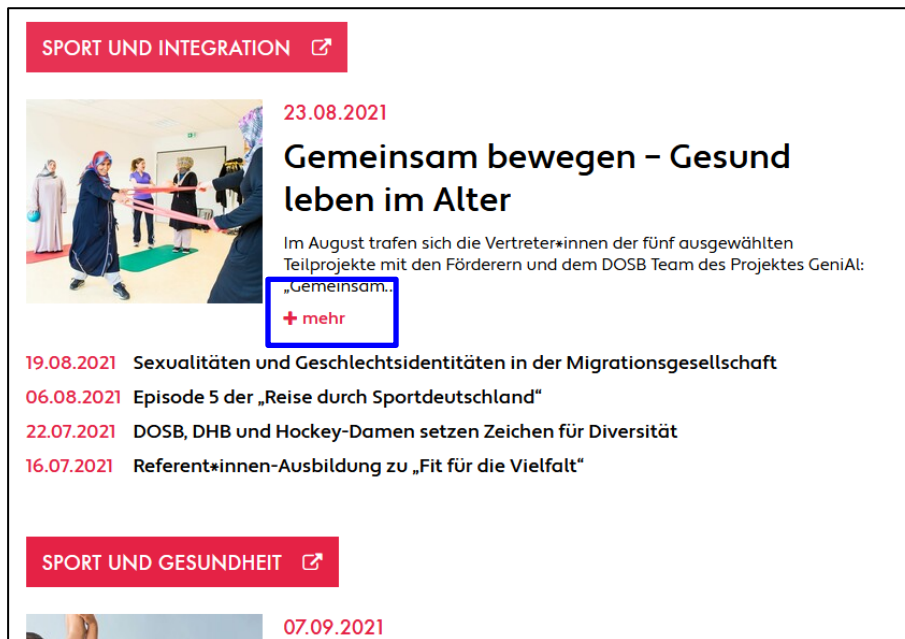 SPORT UND INTEGRATION
23.08.2021
Gemeinsam bewegen – Gesund
leben im Alter
Im August trafen sich die Vertreter*innen der fünf ausgewählten
Teilprojekte mit den Förderern und dem DOSB Team des Projektes GeniAl:
„Gemeinsam...
+ mehr
19.08.2021 Sexualitäten und Geschlechtsidentitäten in der Migrationsgesellschaft
06.08.2021 Episode 5 der „Reise durch Sportdeutschland“
22.07.2021 DOSB, DHB und Hockey-Damen setzen Zeichen für Diversität
16.07.2021 Referent*innen-Ausbildung zu „Fit für die Vielfalt“
SPORT UND GESUNDHEIT
07.09.2021